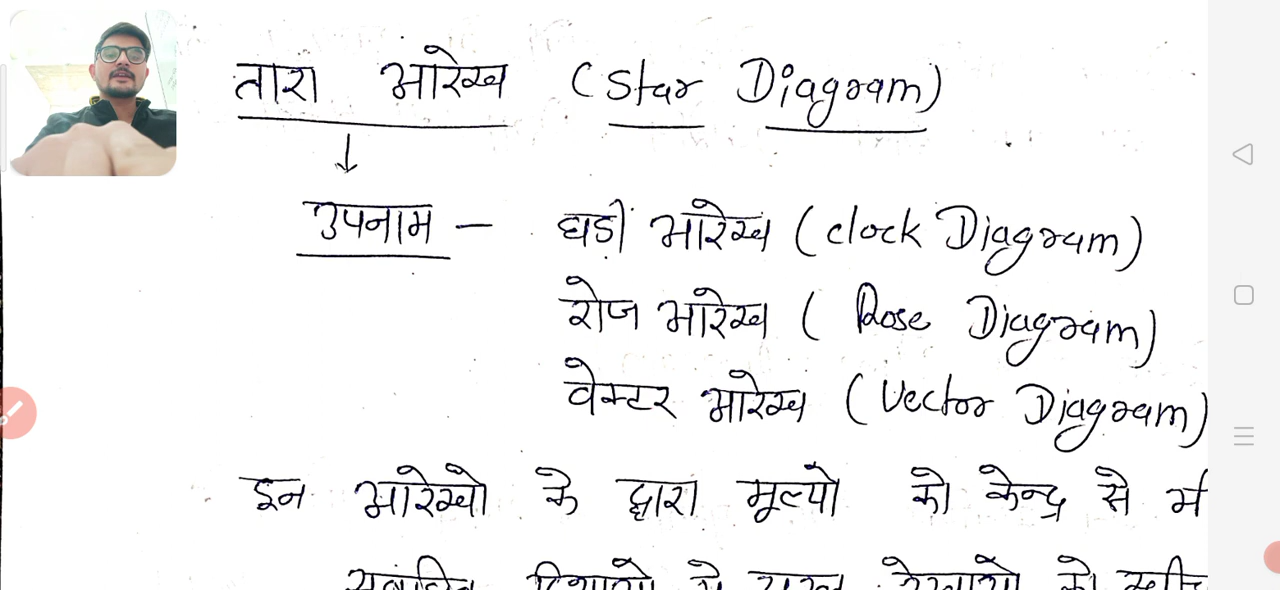 तारा आरेख (Star Diagram)
उपनाम - घड़ी आरेख (clock Diagram)
रोज आरेख (Rose Diagram)
वेक्टर आरेख (Vector Diagram)
इन आरेखो के द्वारा मूल्यो को केन्द्र से